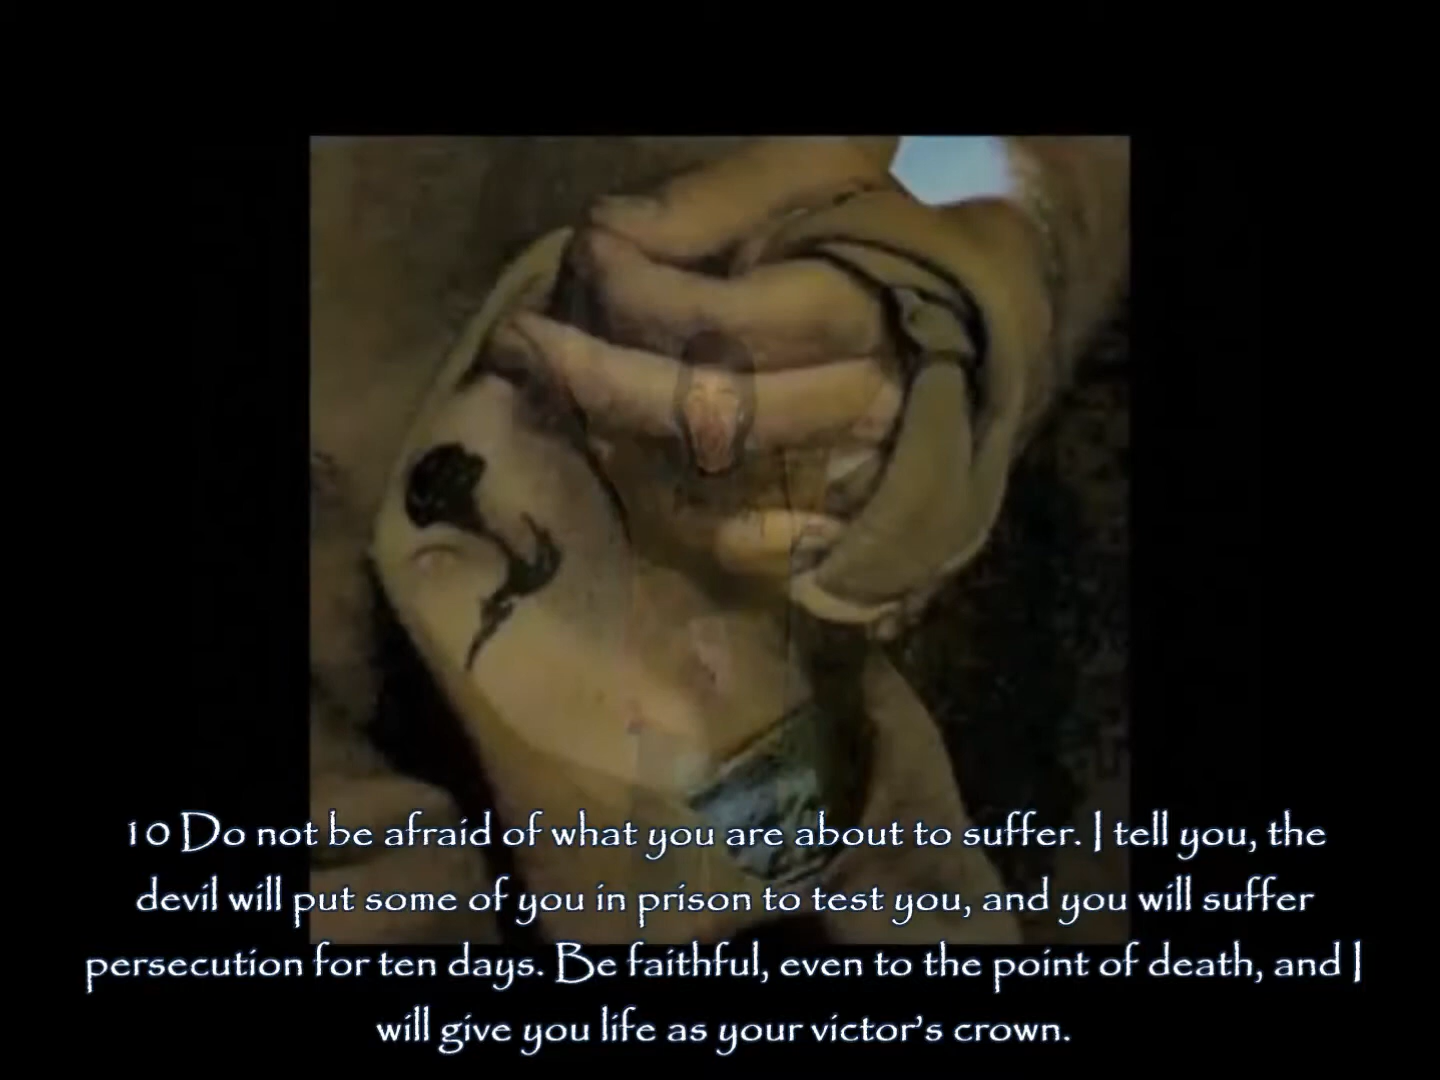 10 Do not be afraid of what you are about to suffer. I tell you, the
devil will put some of you in prison to test you, and you will suffer
persecution for ten days. Be faithful, even to the point of death, and I
will give you life as your victor’s crown.